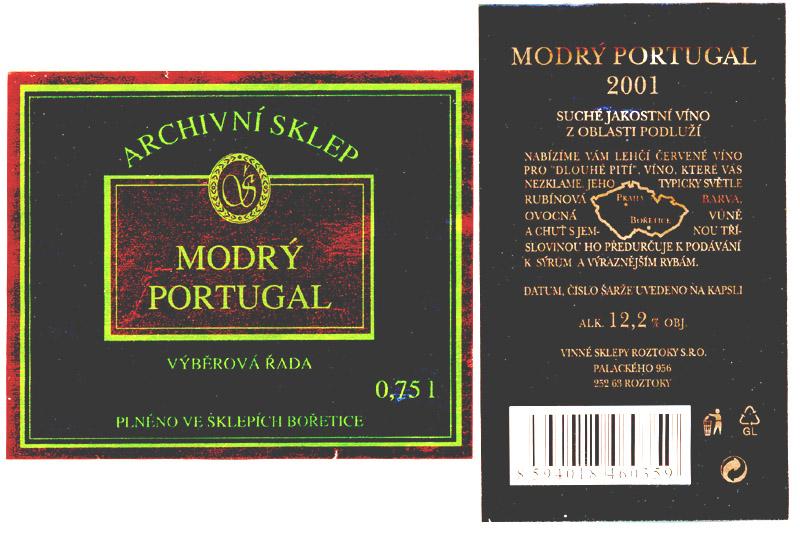 ARCHIVNÍ SKLEP
VS
MODRÝ
PORTUGAL
VÝBĚROVÁ ŘADA
0,75 l
PLNĚNO VE SKLEPÍCH BOŘETICE
MODRÝ PORTUGAL
2001
SUCHÉ JAKOSTNÍ VÍNO
Z OBLASTI PODLUŽÍ
NABÍZÍME VÁM LEHČÍ ČERVENÉ VÍNO
PRO "DLOUHÉ PITÍ". VÍNO, KTERÉ VÁS
NEZKLAME. JEHO TYPICKY SVĚTLE
RUBÍNOVÁ PRAHA BARVA,
OVOCNÁ BOŘETICE VŮNĚ
A CHUŤ S JEM- NOU TŘÍ-
SLOVINOU HO PŘEDURČUJE K PODÁVÁNÍ
K SÝRŮM A VÝRAZNĚJŠÍM RYBÁM.
DATUM, ČÍSLO ŠARŽE UVEDENO NA KAPSLI
ALK. 12,2 % OBJ.
VINNÉ SKLEPY ROZTOKY S.R.O.
PALACKÉHO 956
252 63 ROZTOKY
8 594018 460359
GL